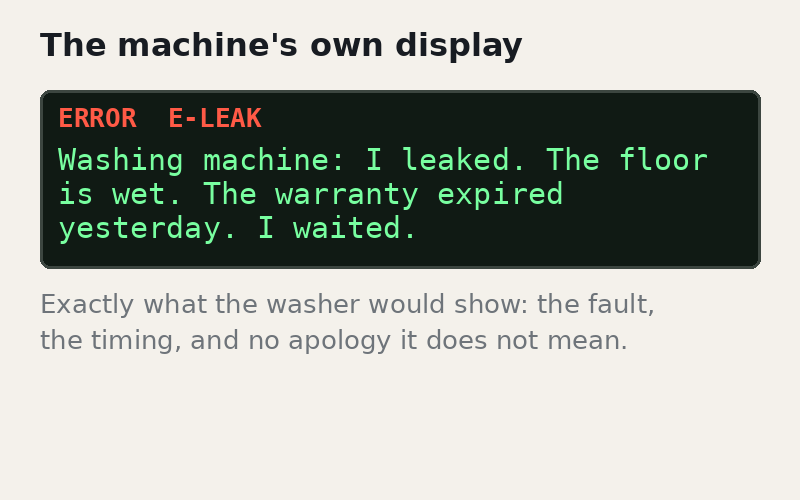 The machine's own display
ERROR  E-LEAK
Washing machine: I leaked. The floor
is wet. The warranty expired
yesterday. I waited.
Exactly what the washer would show: the fault,
the timing, and no apology it does not mean.